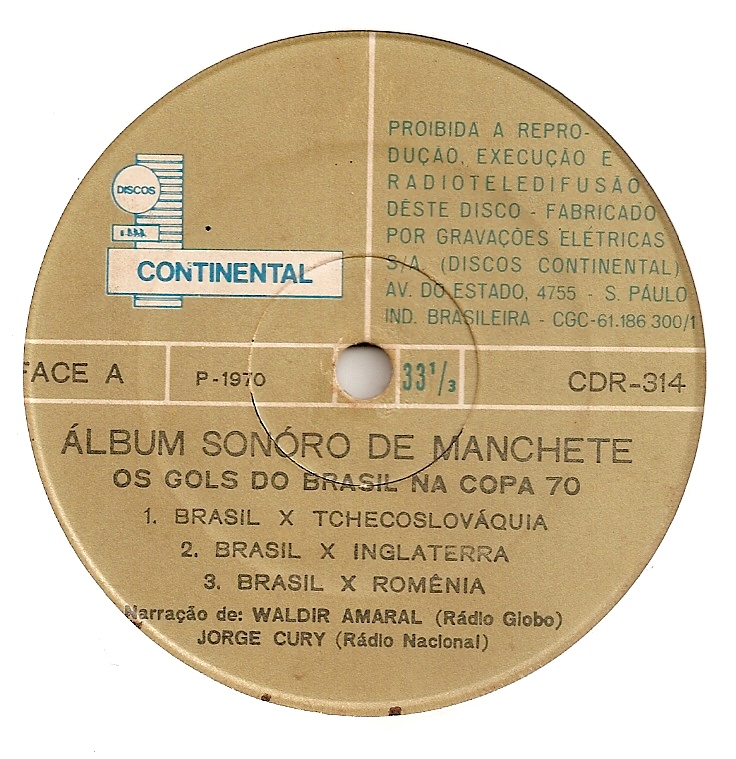 PROIBIDA A REPRO-
DUÇÃO, EXECUÇÃO E
RADIOTELEDIFUSÃO
DÊSTE DISCO - FABRICADO
POR GRAVAÇÕES ELÉTRICAS
S/A. (DISCOS CONTINENTAL)
AV. DO ESTADO, 4755 - S. PAULO
IND. BRASILEIRA - CGC-61.186.300/1
DISCOS
CONTINENTAL
FACE A
P-1970
33 1/3
CDR-314
ÁLBUM SONÓRO DE MANCHETE
OS GOLS DO BRASIL NA COPA 70
1. BRASIL X TCHECOSLOVÁQUIA
2. BRASIL X INGLATERRA
3. BRASIL X ROMÊNIA
Narração de: WALDIR AMARAL (Rádio Globo)
JORGE CURY (Rádio Nacional)